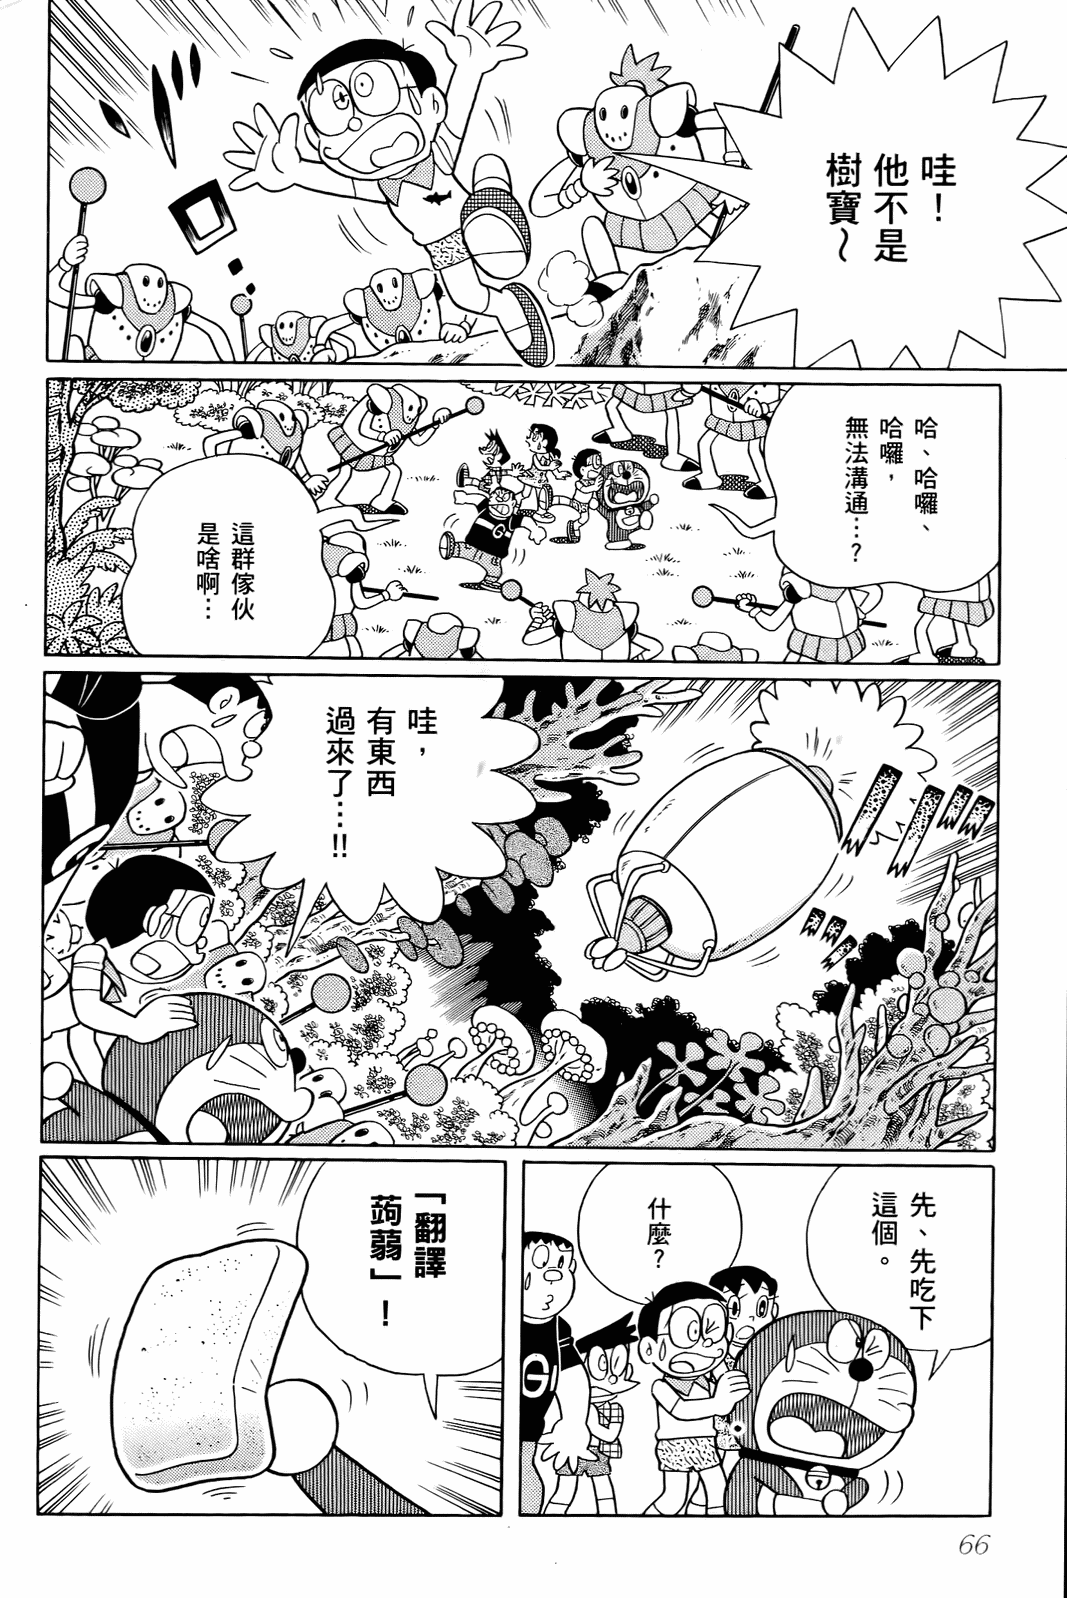 哇！
他不是
樹寶～
哈、哈囉、
哈囉，
無法溝通…？
這群傢伙
是啥啊…
哇，
有東西
過來了…!!
先、先吃下
這個。
什麼？
「翻譯
蒟蒻」！
G
G
66